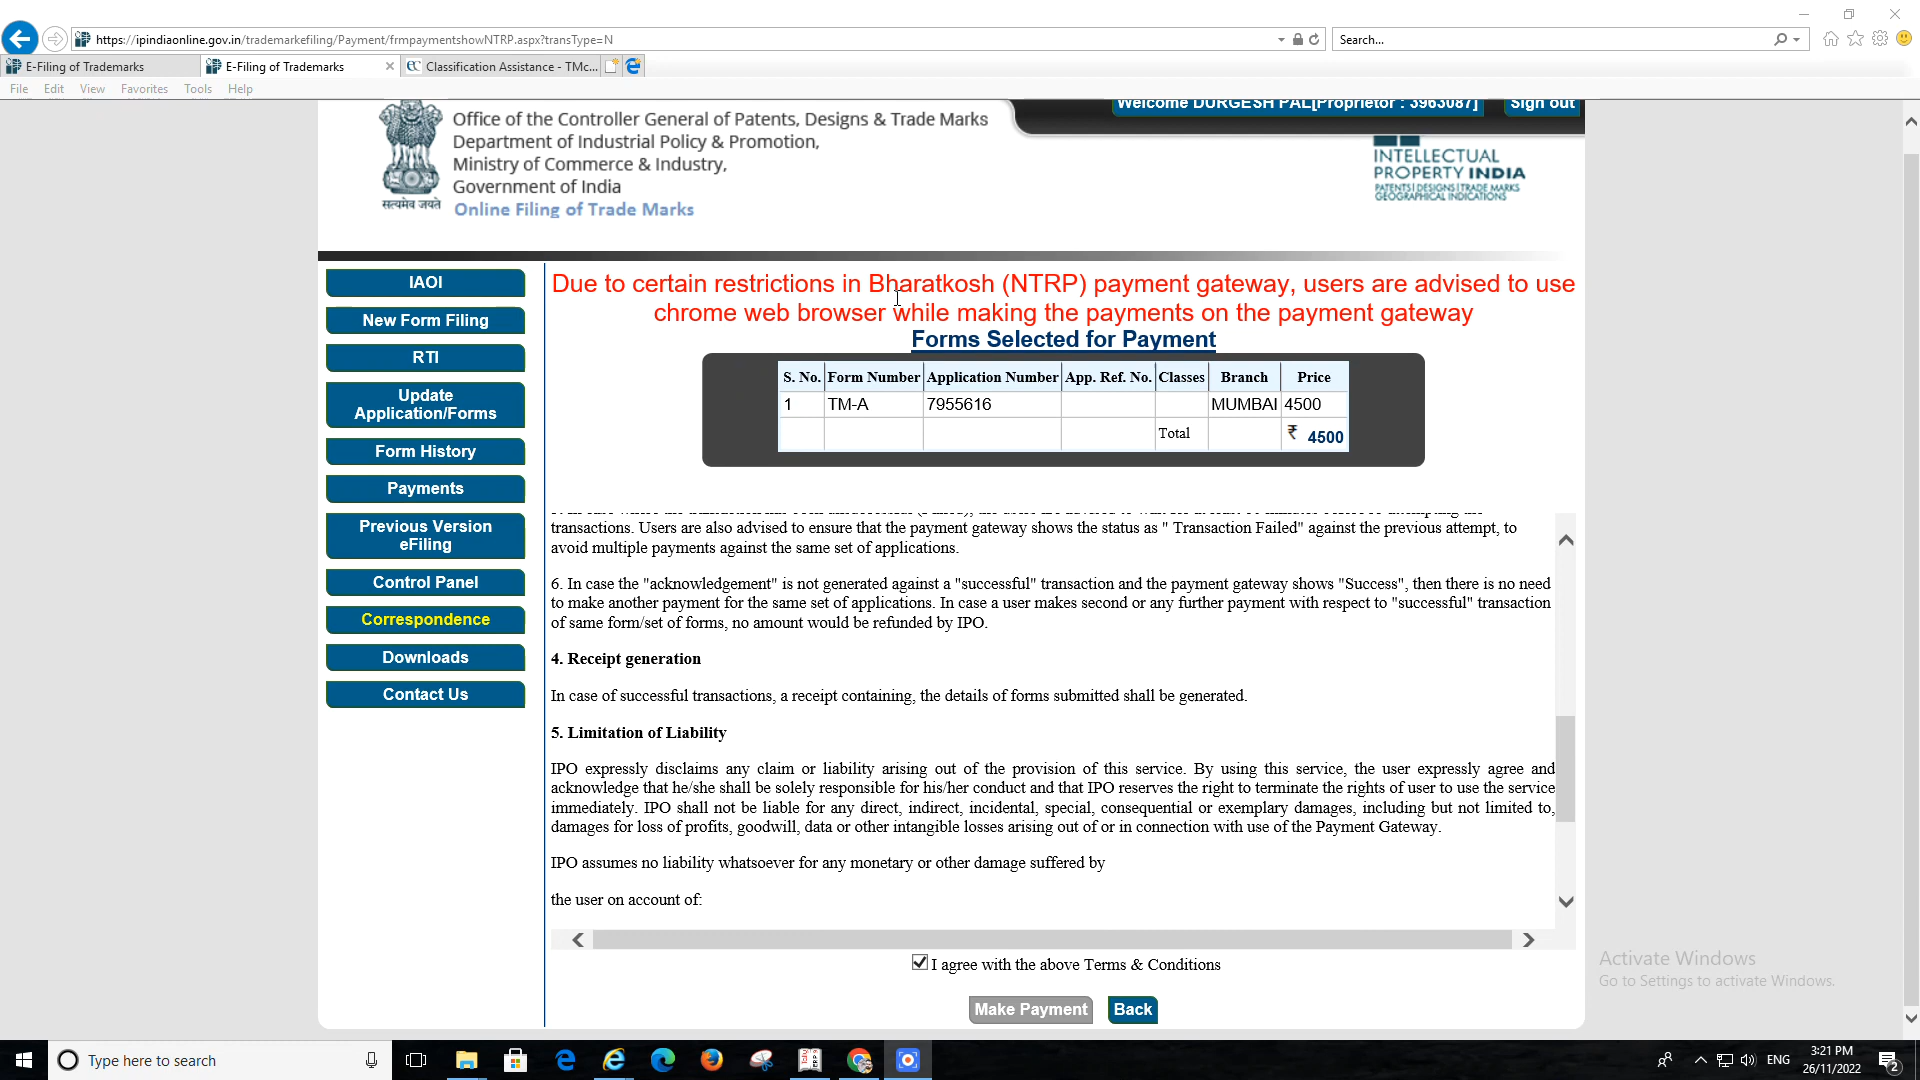 https://ipindiaonline.gov.in/trademarkefiling/Payment/frmpaymentshowNTRP.aspx?transType=N
Search...
E-Filing of Trademarks
E-Filing of Trademarks
Classification Assistance - TMc...
File Edit View Favorites Tools Help
Welcome DURGESH PAL[Proprietor : 3963087]
Sign out
Office of the Controller General of Patents, Designs & Trade Marks
Department of Industrial Policy & Promotion,
Ministry of Commerce & Industry,
Government of India
सत्यमेव जयते
Online Filing of Trade Marks
INTELLECTUAL
PROPERTY INDIA
PATENTS | DESIGNS | TRADE MARKS
GEOGRAPHICAL INDICATIONS
IAOI
New Form Filing
RTI
Update
Application/Forms
Form History
Payments
Previous Version
eFiling
Control Panel
Correspondence
Downloads
Contact Us
Due to certain restrictions in Bharatkosh (NTRP) payment gateway, users are advised to use
chrome web browser while making the payments on the payment gateway
Forms Selected for Payment
S. No. Form Number Application Number App. Ref. No. Classes Branch Price
1 TM-A 7955616 MUMBAI 4500
Total ₹ 4500
transactions. Users are also advised to ensure that the payment gateway shows the status as " Transaction Failed" against the previous attempt, to
avoid multiple payments against the same set of applications.
6. In case the "acknowledgement" is not generated against a "successful" transaction and the payment gateway shows "Success", then there is no need
to make another payment for the same set of applications. In case a user makes second or any further payment with respect to "successful" transaction
of same form/set of forms, no amount would be refunded by IPO.
4. Receipt generation
In case of successful transactions, a receipt containing, the details of forms submitted shall be generated.
5. Limitation of Liability
IPO expressly disclaims any claim or liability arising out of the provision of this service. By using this service, the user expressly agree and
acknowledge that he/she shall be solely responsible for his/her conduct and that IPO reserves the right to terminate the rights of user to use the service
immediately. IPO shall not be liable for any direct, indirect, incidental, special, consequential or exemplary damages, including but not limited to,
damages for loss of profits, goodwill, data or other intangible losses arising out of or in connection with use of the Payment Gateway.
IPO assumes no liability whatsoever for any monetary or other damage suffered by
the user on account of:
I agree with the above Terms & Conditions
Make Payment
Back
Activate Windows
Go to Settings to activate Windows.
Type here to search
ENG
3:21 PM
26/11/2022
2